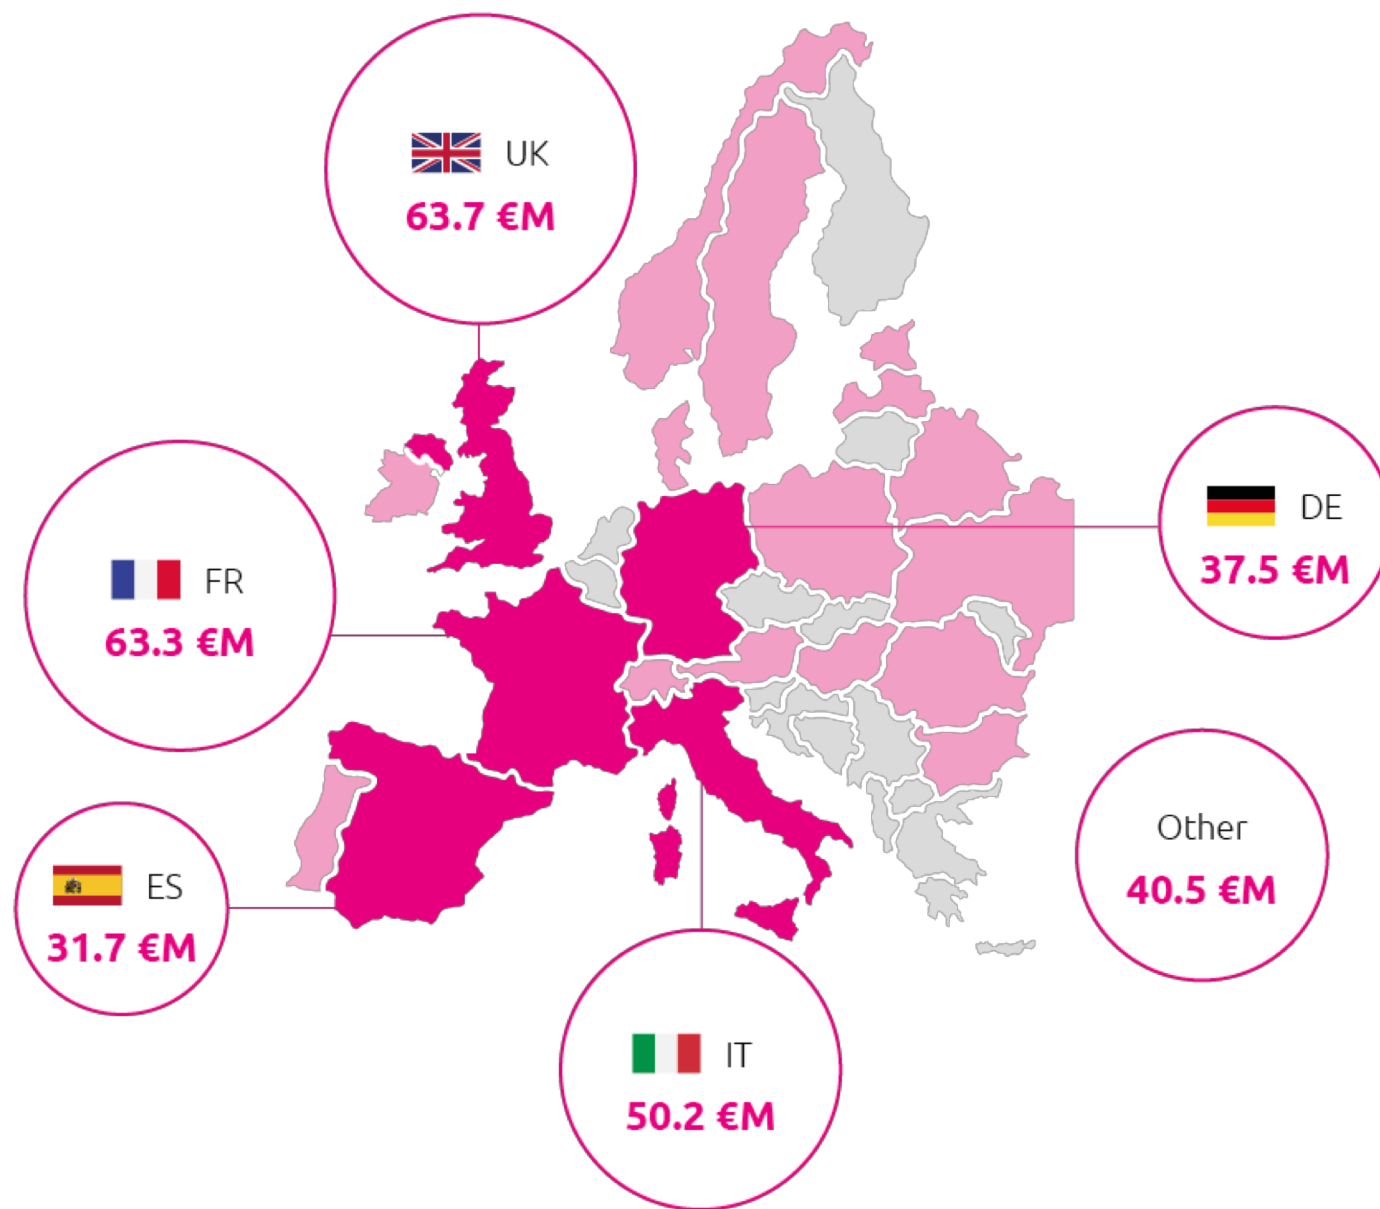 UK
63.7 €M
FR
63.3 €M
DE
37.5 €M
ES
31.7 €M
Other
40.5 €M
IT
50.2 €M